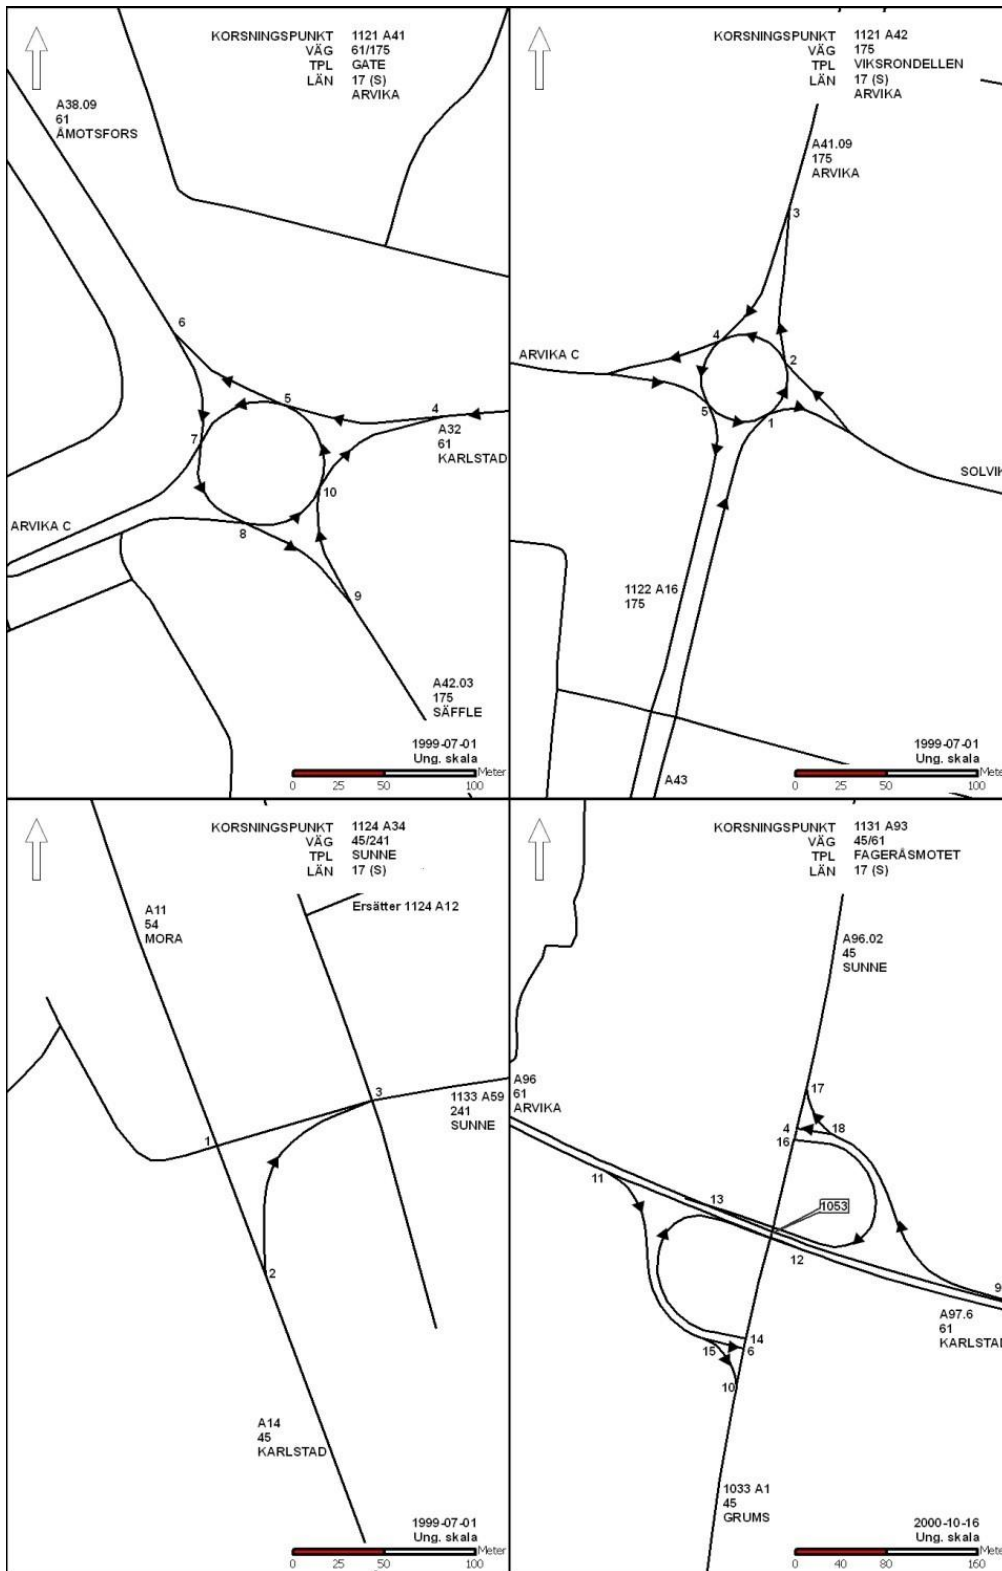 KORSNINGSPUNKT 1121 A41
VÄG 61/175
TPL GATE
LÄN 17 (S)
ARVIKA
A38.09
61
ÅMOTSFORS
6
5
4
7
A32
61
KARLSTAD
10
ARVIKA C
8
9
A42.03
175
SÄFFLE
1999-07-01
Ung. skala
Meter
0 25 50 100
KORSNINGSPUNKT 1121 A42
VÄG 175
TPL VIKSRONDELLEN
LÄN 17 (S)
ARVIKA
A41.09
175
ARVIKA
3
4
ARVIKA C
2
5
1
SOLVIK
1122 A16
175
A43
1999-07-01
Ung. skala
Meter
0 25 50 100
KORSNINGSPUNKT 1124 A34
VÄG 45/241
TPL SUNNE
LÄN 17 (S)
Ersätter 1124 A12
A11
54
MORA
3
1133 A59
241
SUNNE
1
2
A14
45
KARLSTAD
1999-07-01
Ung. skala
Meter
0 25 50 100
KORSNINGSPUNKT 1131 A93
VÄG 45/61
TPL FAGERÅSMOTET
LÄN 17 (S)
A96.02
45
SUNNE
A96
61
ARVIKA
17
4 18
16
11
13
1053
12
9
A97.6
61
KARLSTAD
14
15 6
10
1033 A1
45
GRUMS
2000-10-16
Ung. skala
Mete
0 40 80 160